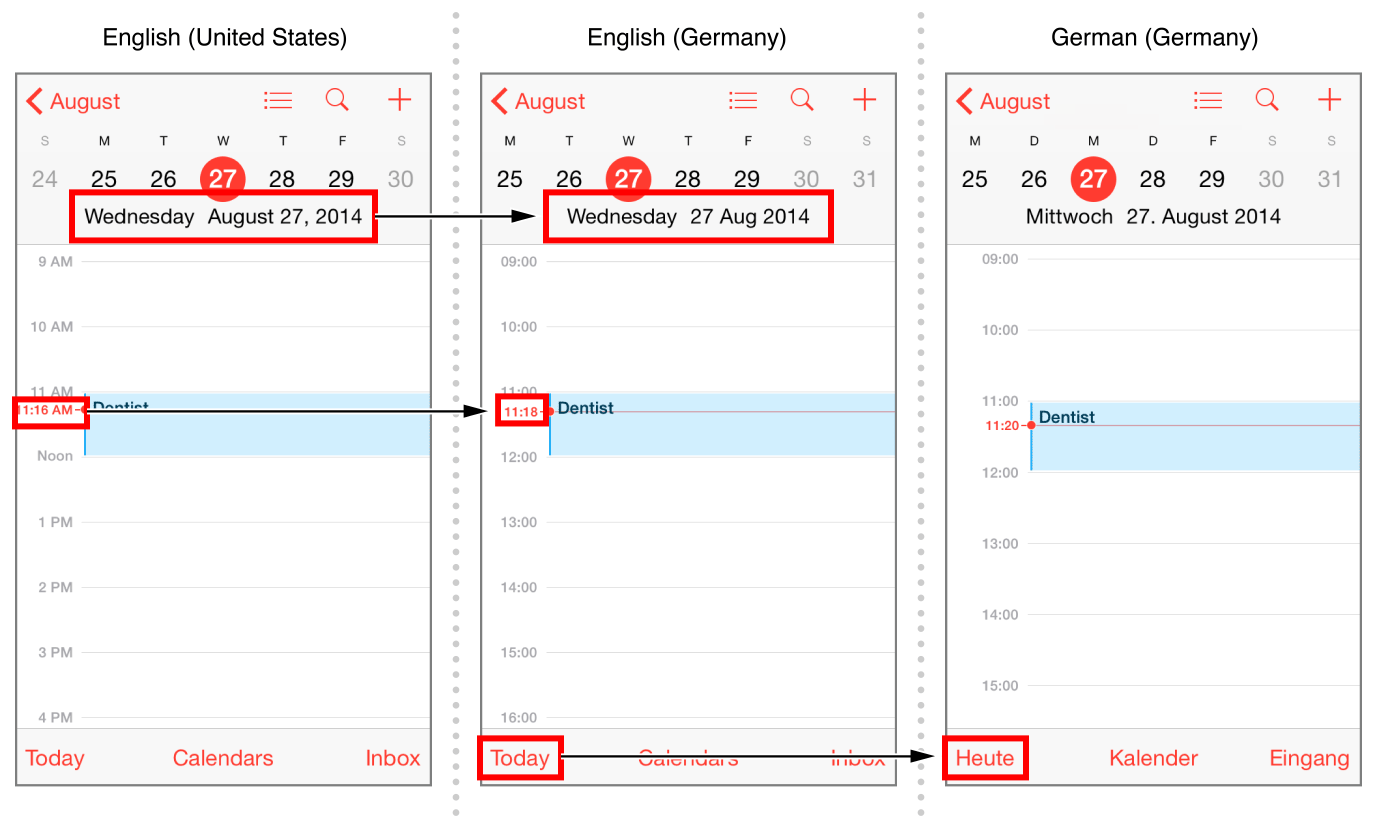 English (United States)
August
S M T W T F S
24 25 26 27 28 29 30
Wednesday August 27, 2014
9 AM
10 AM
11 AM
11:16 AM
Dentist
Noon
1 PM
2 PM
3 PM
4 PM
Today Calendars Inbox
English (Germany)
August
M T W T F S S
25 26 27 28 29 30 31
Wednesday 27 Aug 2014
09:00
10:00
11:00
11:18
Dentist
12:00
13:00
14:00
15:00
16:00
Today Calendars Inbox
German (Germany)
August
M D M D F S S
25 26 27 28 29 30 31
Mittwoch 27. August 2014
09:00
10:00
11:00
Dentist
11:20
12:00
13:00
14:00
15:00
Heute Kalender Eingang